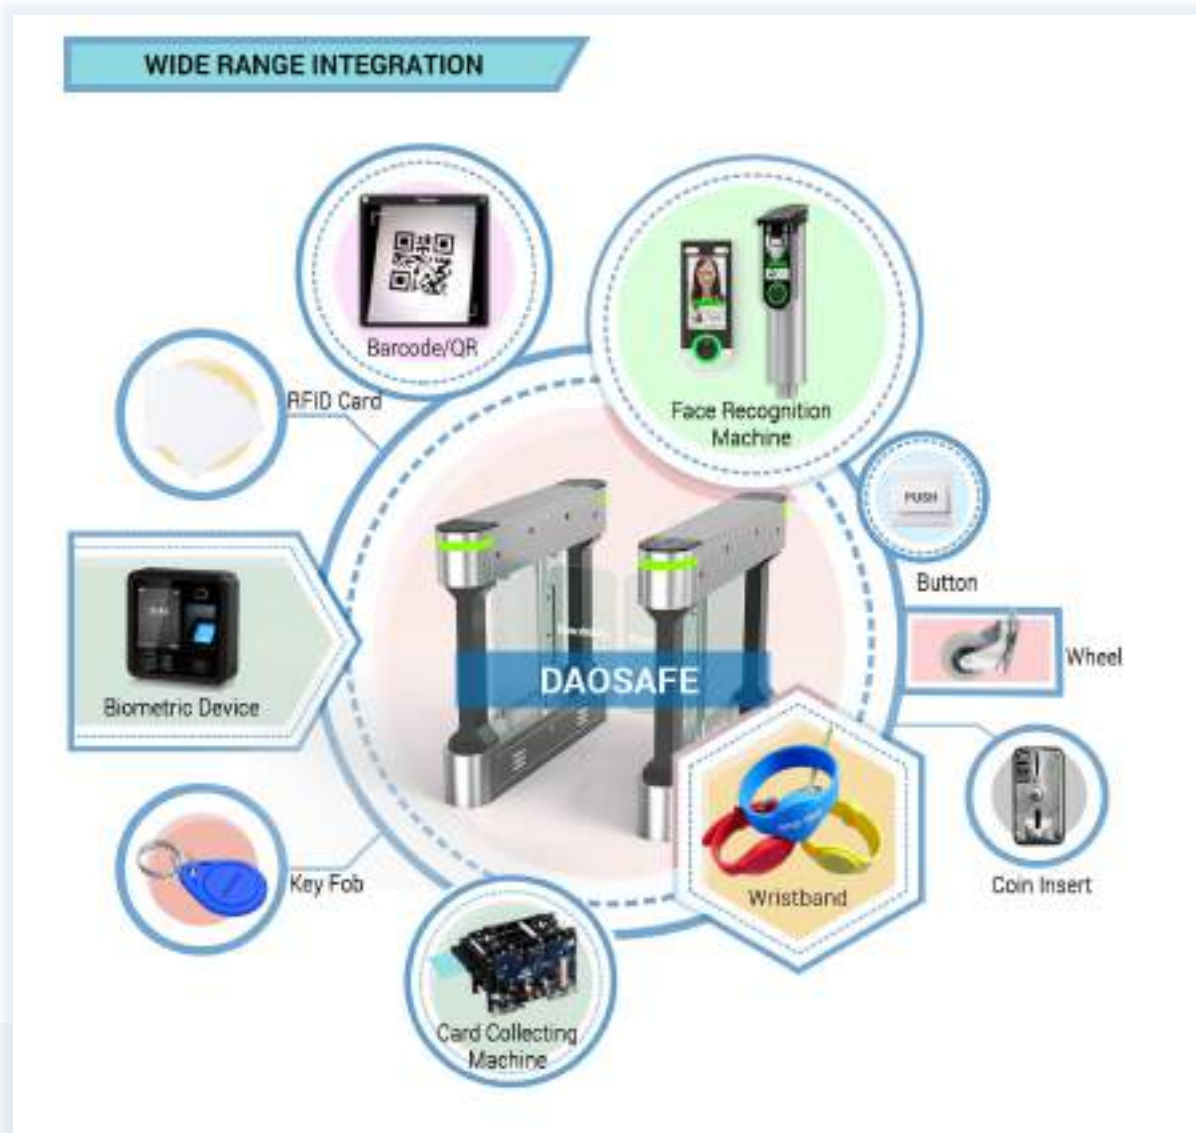 WIDE RANGE INTEGRATION
Barcode/QR
Face Recognition
Machine
RFID Card
PUSH
Button
Biometric Device
Wheel
DAOSAFE
Key Fob
Wristband
Coin Insert
Card Collecting
Machine